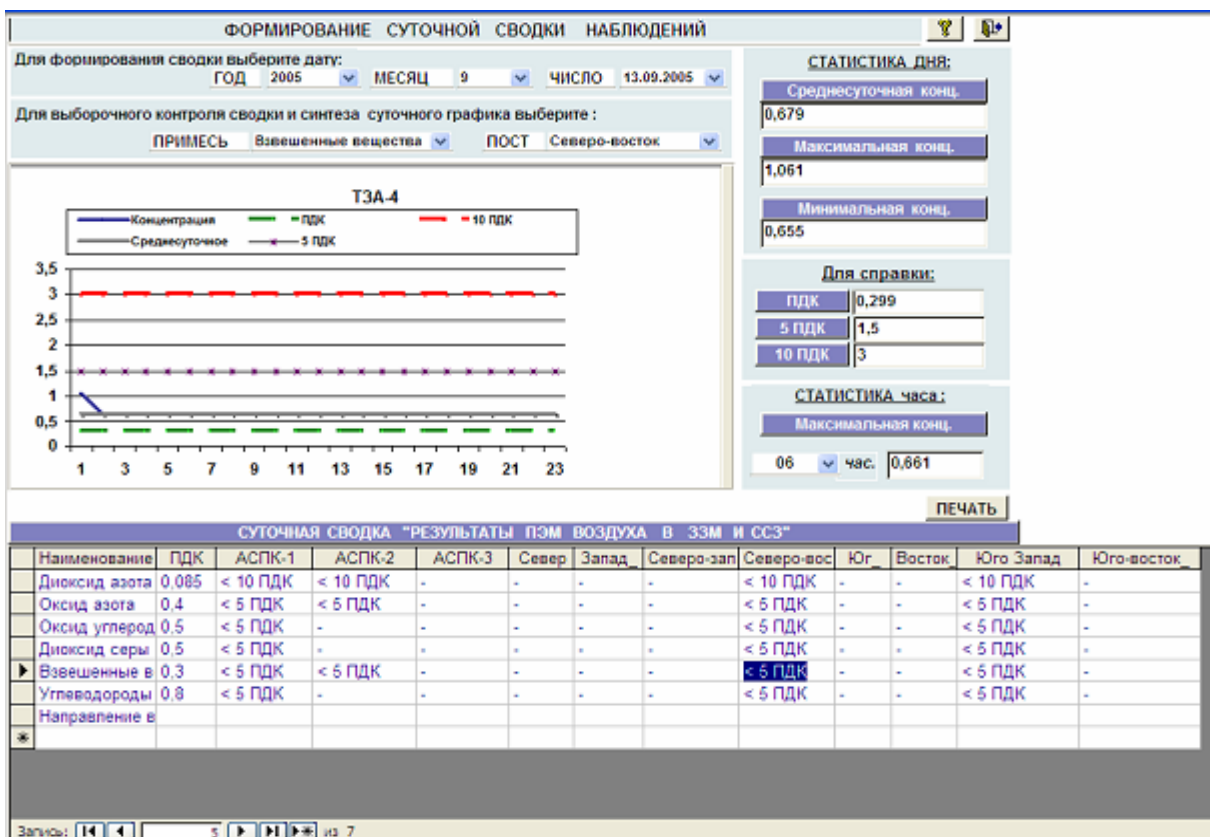 ФОРМИРОВАНИЕ СУТОЧНОЙ СВОДКИ НАБЛЮДЕНИЙ
Для формирования сводки выберите дату:
ГОД 2005 МЕСЯЦ 9 ЧИСЛО 13.09.2005
Для выборочного контроля сводки и синтеза суточного графика выберите :
ПРИМЕСЬ Взвешенные вещества ПОСТ Северо-восток
СТАТИСТИКА ДНЯ:
Среднесуточная конц.
0,679
Максимальная конц.
1,061
Минимальная конц.
0,655
ТЗА-4
Концентрация ПДК 10 ПДК
Среднесуточное 5 ПДК
3,5
3
2,5
2
1,5
1
0,5
0
1 3 5 7 9 11 13 15 17 19 21 23
Для справки:
ПДК 0,299
5 ПДК 1,5
10 ПДК 3
СТАТИСТИКА часа:
Максимальная конц.
06 час. 0,661
ПЕЧАТЬ
СУТОЧНАЯ СВОДКА "РЕЗУЛЬТАТЫ ПЭМ ВОЗДУХА В ЗЗМ И ССЗ"
Наименование ПДК АСПК-1 АСПК-2 АСПК-3 Север Запад_ Северо-зап Северо-вос Юг_ Восток_ Юго Запад Юго-восток_
Диоксид азота 0,085 < 10 ПДК < 10 ПДК - - - - < 10 ПДК - - < 10 ПДК -
Оксид азота 0,4 < 5 ПДК < 5 ПДК - - - - < 5 ПДК - - < 5 ПДК -
Оксид углерод 0,5 < 5 ПДК - - - - - < 5 ПДК - - < 5 ПДК -
Диоксид серы 0,5 < 5 ПДК - - - - - < 5 ПДК - - < 5 ПДК -
Взвешенные в 0,3 < 5 ПДК < 5 ПДК - - - - < 5 ПДК - - < 5 ПДК -
Углеводороды 0,8 < 5 ПДК - - - - - < 5 ПДК - - < 5 ПДК -
Направление в
Запись: 5 из 7